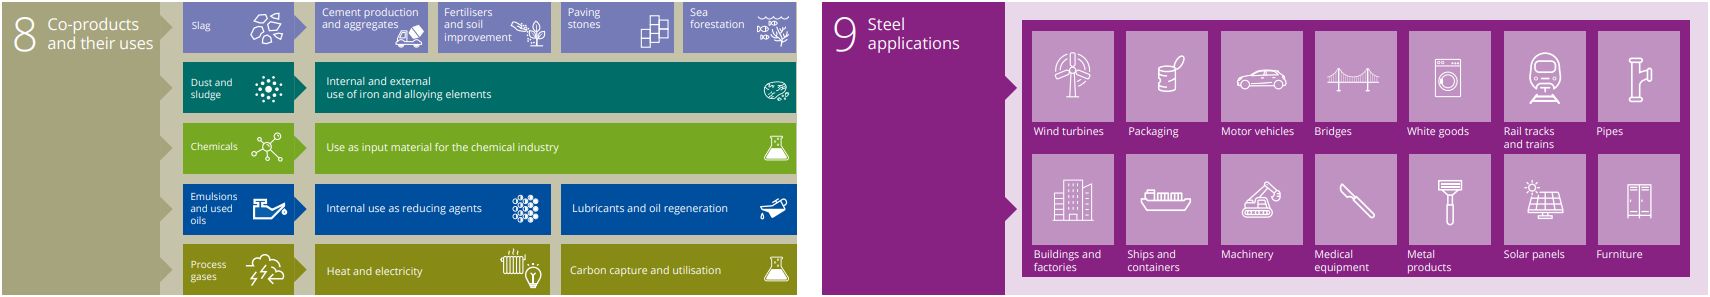 8 Co-products
and their uses
Slag
Cement production
and aggregates
Fertilisers
and soil
improvement
Paving
stones
Sea
forestation
Dust and
sludge
Internal and external
use of iron and alloying elements
Chemicals
Use as input material for the chemical industry
Emulsions
and used
oils
Internal use as reducing agents
Lubricants and oil regeneration
Process
gases
Heat and electricity
Carbon capture and utilisation
9 Steel
applications
Wind turbines
Packaging
Motor vehicles
Bridges
White goods
Rail tracks
and trains
Pipes
Buildings and
factories
Ships and
containers
Machinery
Medical
equipment
Metal
products
Solar panels
Furniture